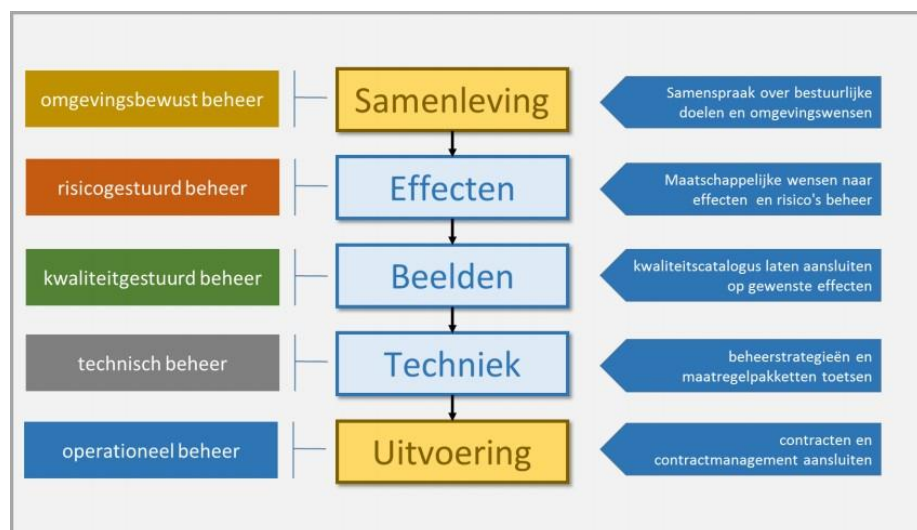 omgevingsbewust beheer
Samenleving
Samenspraak over bestuurlijke
doelen en omgevingswensen
risicogestuurd beheer
Effecten
Maatschappelijke wensen naar
effecten en risico's beheer
kwaliteitgestuurd beheer
Beelden
kwaliteitscatalogus laten aansluiten
op gewenste effecten
technisch beheer
Techniek
beheerstrategieën en
maatregelpakketten toetsen
operationeel beheer
Uitvoering
contracten en
contractmanagement aansluiten